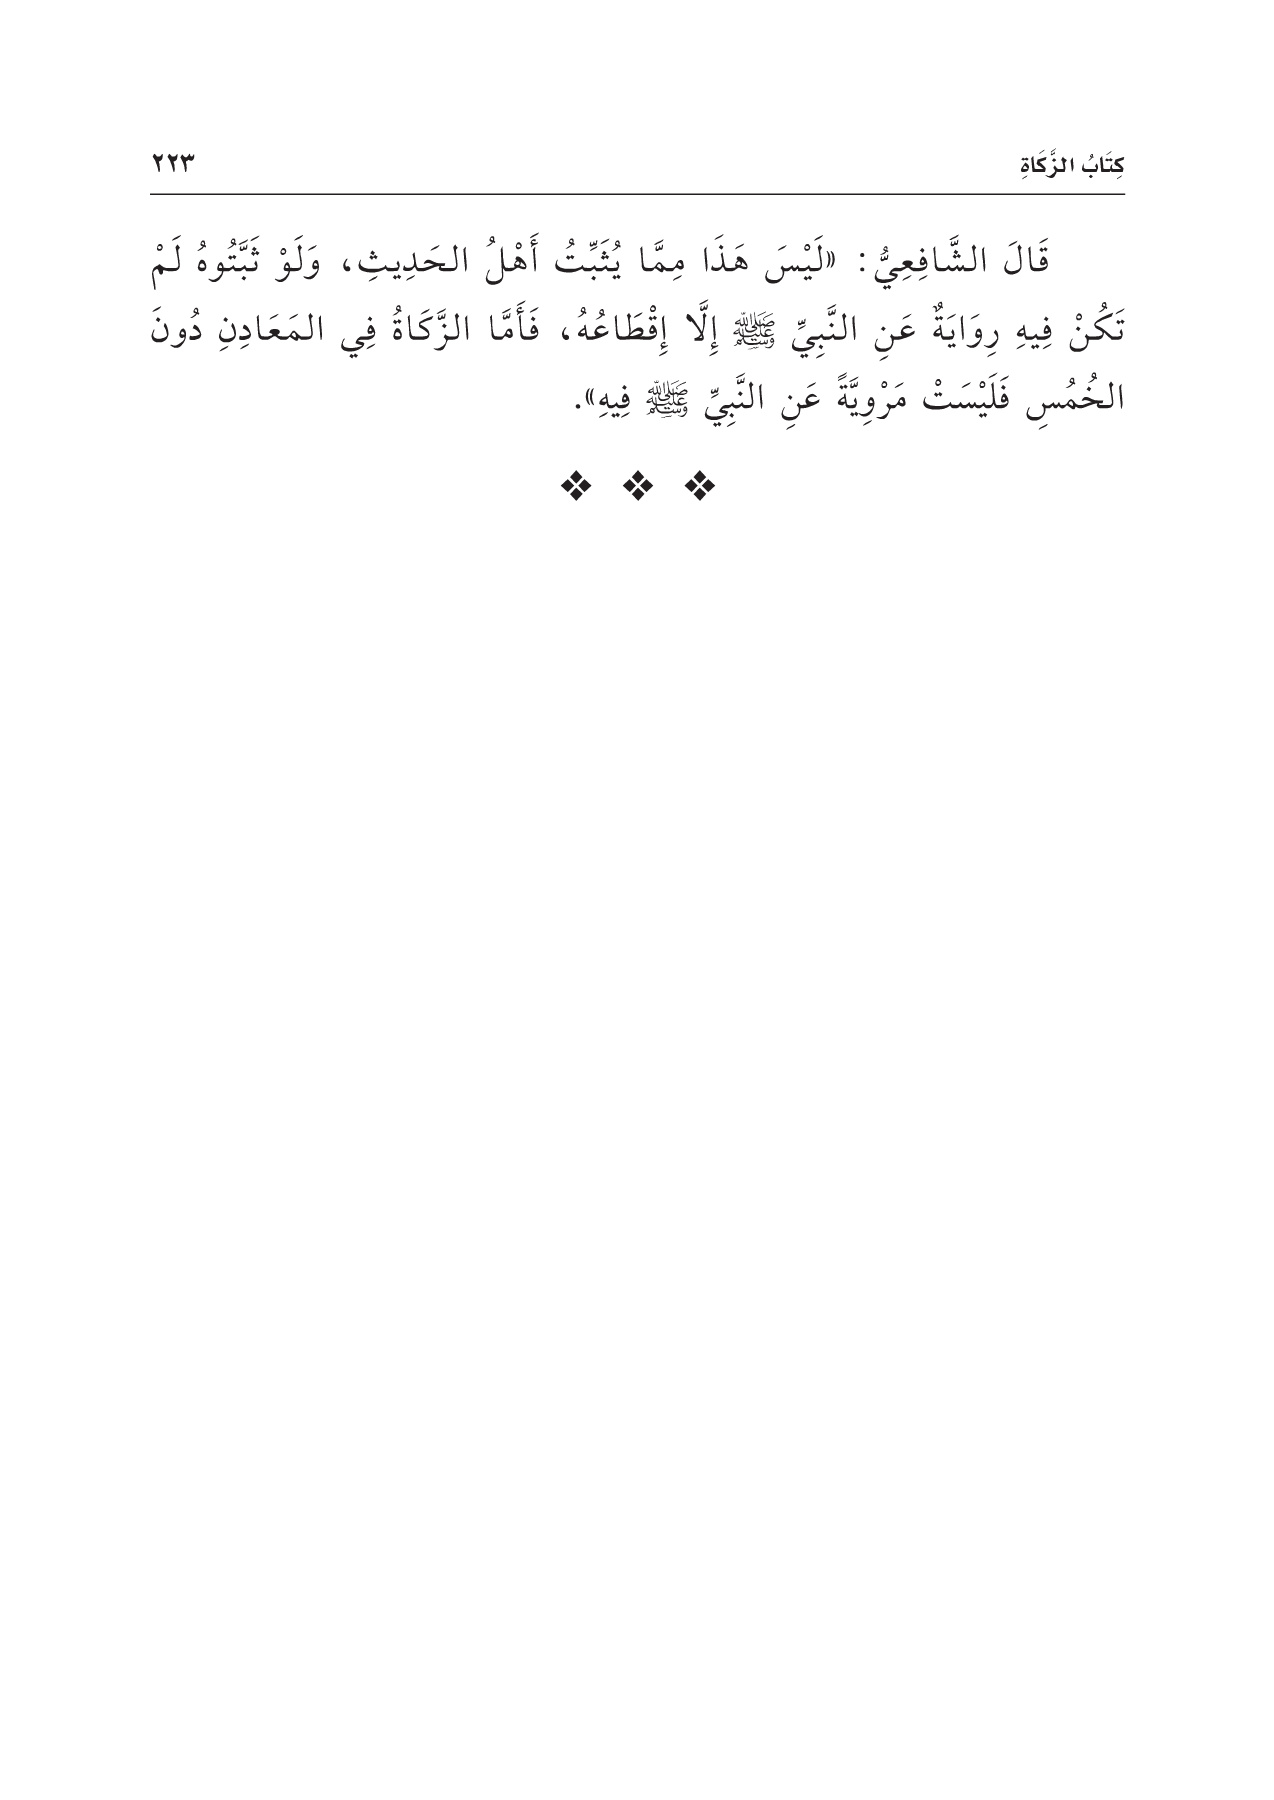 كِتَابُ الزَّكَاةِ ٢٢٣
قَالَ الشَّافِعِيُّ: «لَيْسَ هَذَا مِمَّا يُثَبِّتُ أَهْلُ الحَدِيثِ، وَلَوْ ثَبَّتُوهُ لَمْ
تَكُنْ فِيهِ رِوَايَةٌ عَنِ النَّبِيِّ ﷺ إِلَّا إِقْطَاعُهُ، فَأَمَّا الزَّكَاةُ فِي المَعَادِنِ دُونَ
الخُمُسِ فَلَيْسَتْ مَرْوِيَّةً عَنِ النَّبِيِّ ﷺ فِيهِ».